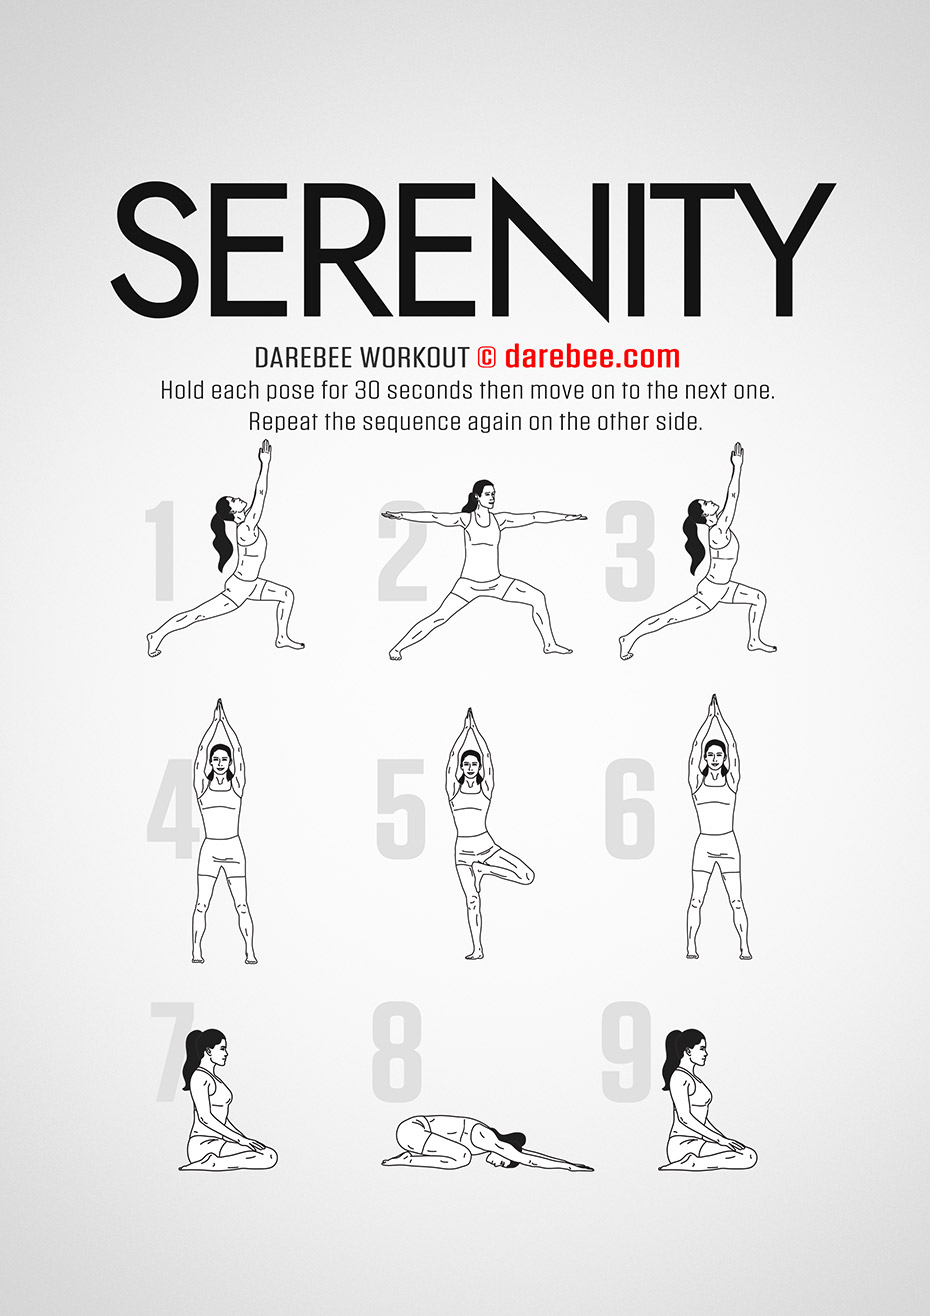 SERENITY
DAREBEE WORKOUT © darebee.com
Hold each pose for 30 seconds then move on to the next one.
Repeat the sequence again on the other side.
1 2 3
4 5 6
7 8 9